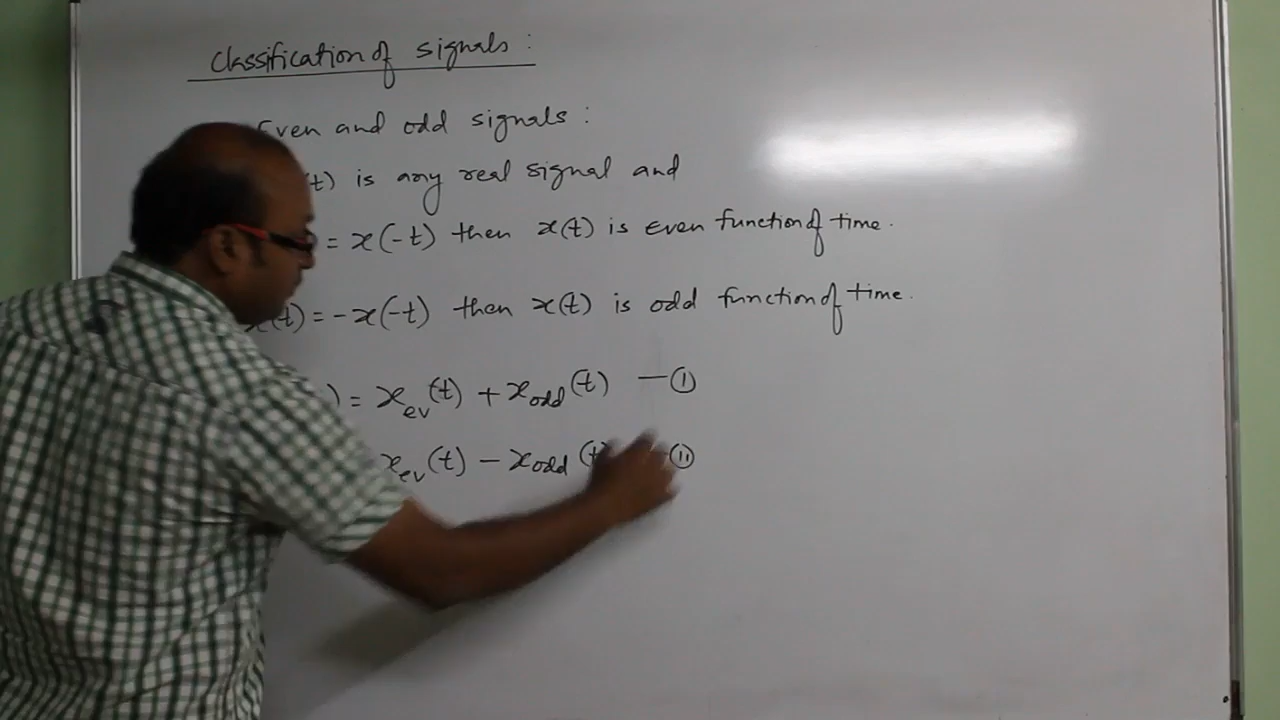 Classification of signals :
Even and odd signals :
t) is any real signal and
= x(-t) then x(t) is even function of time.
x(t) = -x(-t) then x(t) is odd function of time.
) = x_ev(t) + x_odd(t) — ①
x_ev(t) - x_odd(t) — ⑪